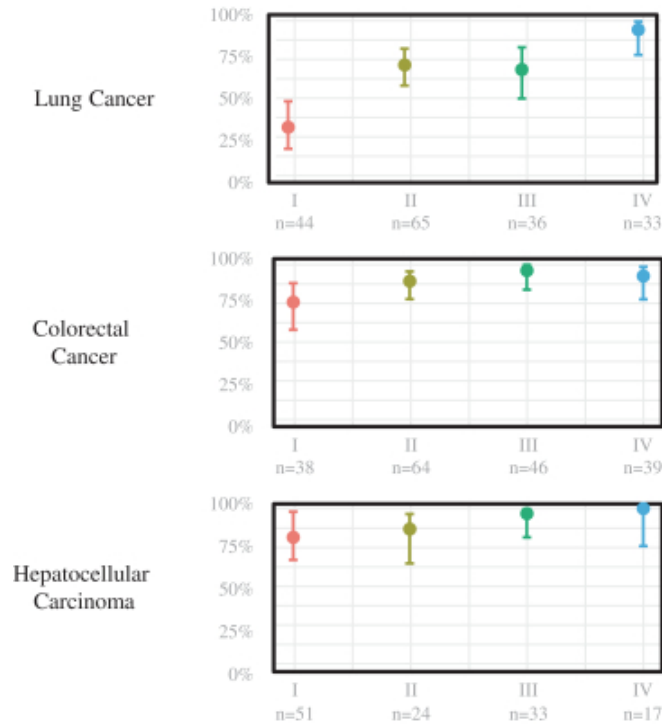 100%
75%
Lung Cancer
50%
25%
0%
I II III IV
n=44 n=65 n=36 n=33
100%
75%
Colorectal
Cancer
50%
25%
0%
I II III IV
n=38 n=64 n=46 n=39
100%
75%
Hepatocellular
Carcinoma
50%
25%
0%
I II III IV
n=51 n=24 n=33 n=17